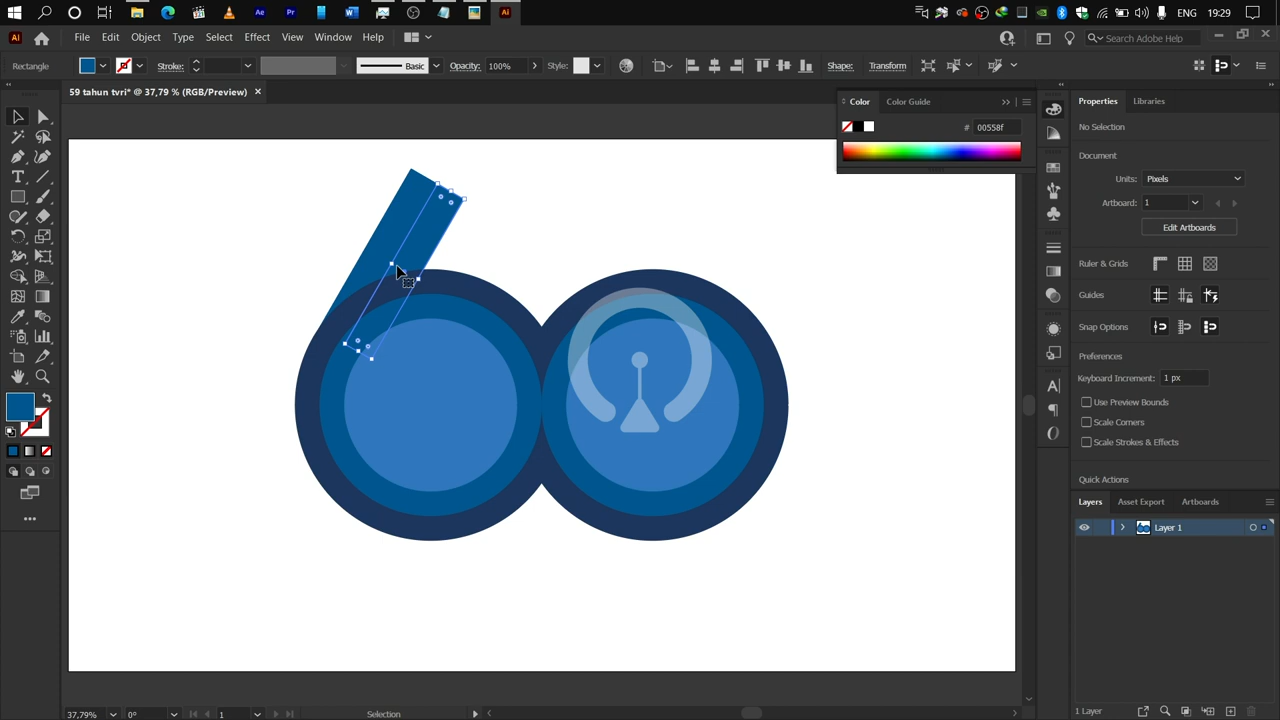 W
Ae
Pr
Ai
ENG
19:29
Ai
File
Edit
Object
Type
Select
Effect
View
Window
Help
Search Adobe Help
Rectangle
Stroke:
Basic
Opacity:
100%
Style:
Shape:
Transform
59 tahun tvri* @ 37,79 % (RGB/Preview)
Color
Color Guide
# 00558f
Properties
Libraries
No Selection
Document
Units:
Pixels
Artboard:
1
Edit Artboards
Ruler & Grids
Guides
Snap Options
Preferences
Keyboard Increment:
1 px
Use Preview Bounds
Scale Corners
Scale Strokes & Effects
Quick Actions
Layers
Asset Export
Artboards
Layer 1
1 Layer
37,79%
0°
1
Selection